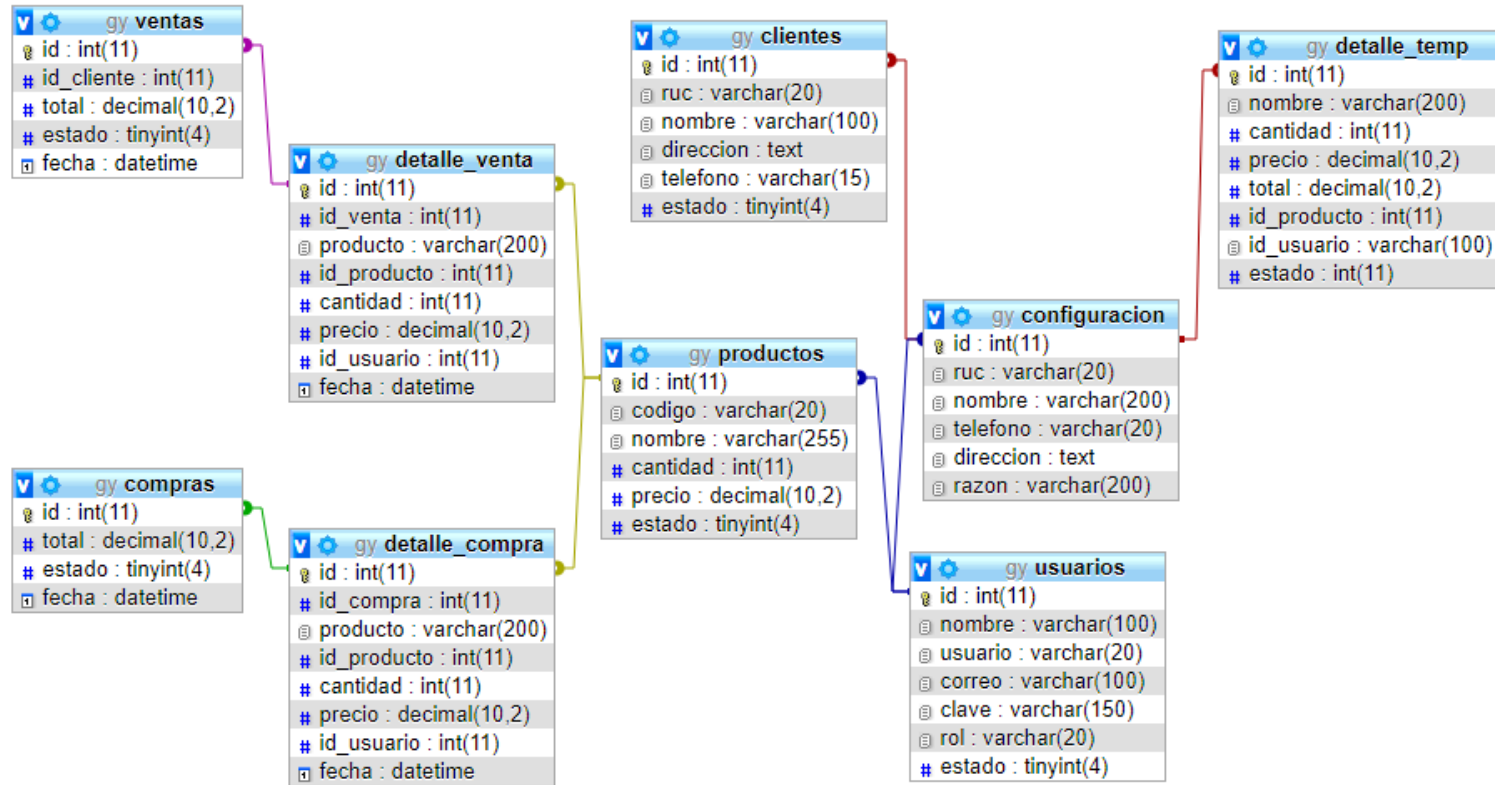 gy ventas
id : int(11)
id_cliente : int(11)
total : decimal(10,2)
estado : tinyint(4)
fecha : datetime
gy detalle_venta
id : int(11)
id_venta : int(11)
producto : varchar(200)
id_producto : int(11)
cantidad : int(11)
precio : decimal(10,2)
id_usuario : int(11)
fecha : datetime
gy compras
id : int(11)
total : decimal(10,2)
estado : tinyint(4)
fecha : datetime
gy detalle_compra
id : int(11)
id_compra : int(11)
producto : varchar(200)
id_producto : int(11)
cantidad : int(11)
precio : decimal(10,2)
id_usuario : int(11)
fecha : datetime
gy clientes
id : int(11)
ruc : varchar(20)
nombre : varchar(100)
direccion : text
telefono : varchar(15)
estado : tinyint(4)
gy productos
id : int(11)
codigo : varchar(20)
nombre : varchar(255)
cantidad : int(11)
precio : decimal(10,2)
estado : tinyint(4)
gy configuracion
id : int(11)
ruc : varchar(20)
nombre : varchar(200)
telefono : varchar(20)
direccion : text
razon : varchar(200)
gy usuarios
id : int(11)
nombre : varchar(100)
usuario : varchar(20)
correo : varchar(100)
clave : varchar(150)
rol : varchar(20)
estado : tinyint(4)
gy detalle_temp
id : int(11)
nombre : varchar(200)
cantidad : int(11)
precio : decimal(10,2)
total : decimal(10,2)
id_producto : int(11)
id_usuario : varchar(100)
estado : int(11)